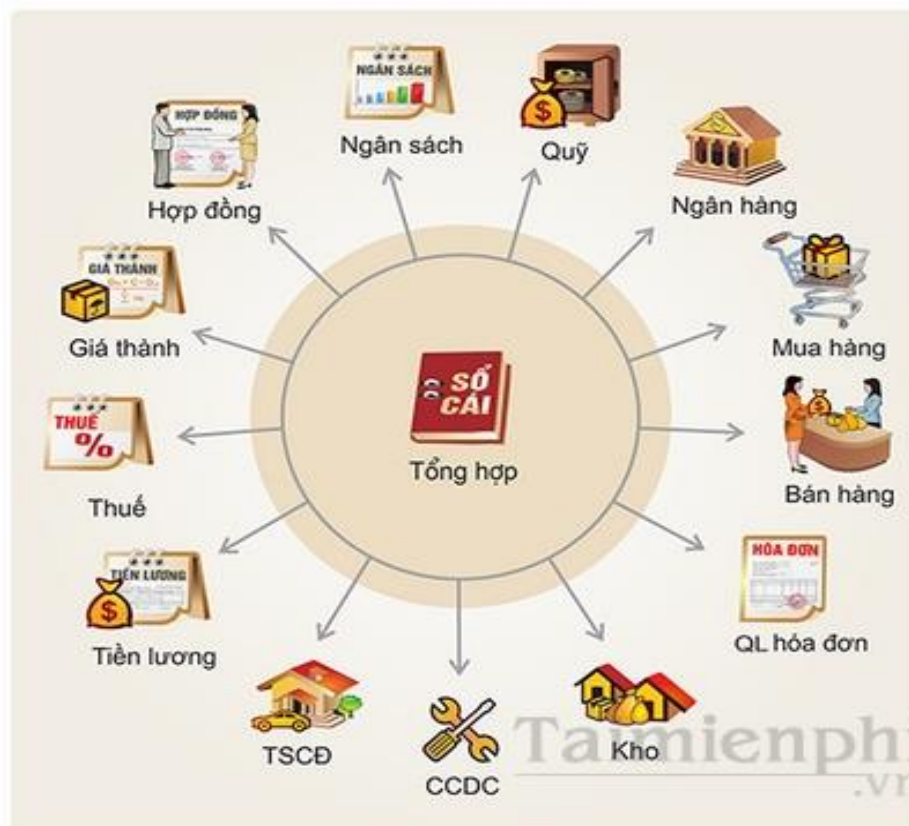 NGÂN SÁCH
Ngân sách
Quỹ
HỢP ĐỒNG
Hợp đồng
Ngân hàng
GIÁ THÀNH
Giá thành
Mua hàng
SỔ CÁI
Tổng hợp
THUẾ
%
Thuế
Bán hàng
TIỀN LƯƠNG
Tiền lương
HÓA ĐƠN
QL hóa đơn
TSCĐ
CCDC
Kho
Taimienphi
.vn